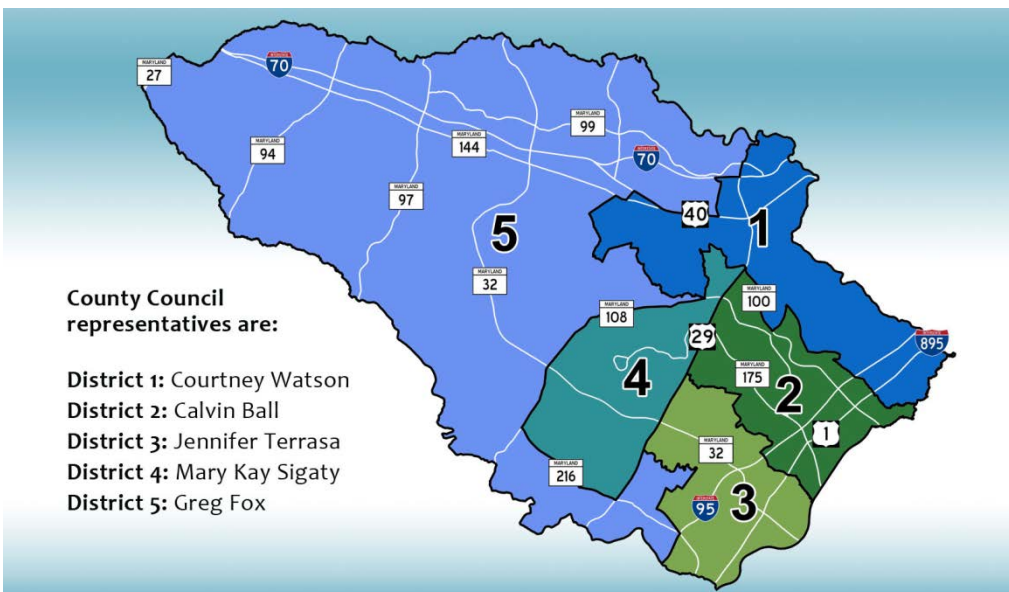 INTERSTATE
70
MARYLAND
27
MARYLAND
99
MARYLAND
144
MARYLAND
94
INTERSTATE
70
MARYLAND
97
40
1
5
MARYLAND
32
MARYLAND
100
County Council
representatives are:
MARYLAND
108
29
INTERSTATE
895
District 1: Courtney Watson
4
MARYLAND
175
2
District 2: Calvin Ball
1
District 3: Jennifer Terrasa
MARYLAND
32
District 4: Mary Kay Sigaty
MARYLAND
216
District 5: Greg Fox
INTERSTATE
95
3